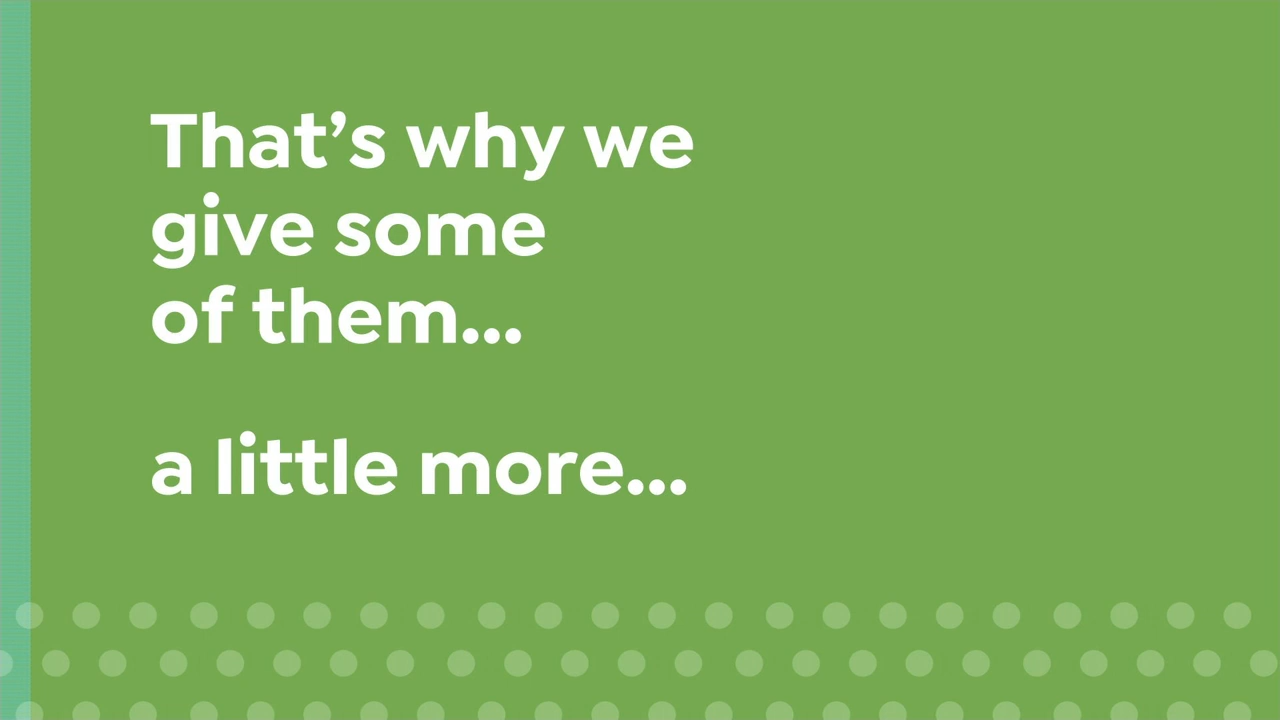 That’s why we
give some
of them...
a little more...